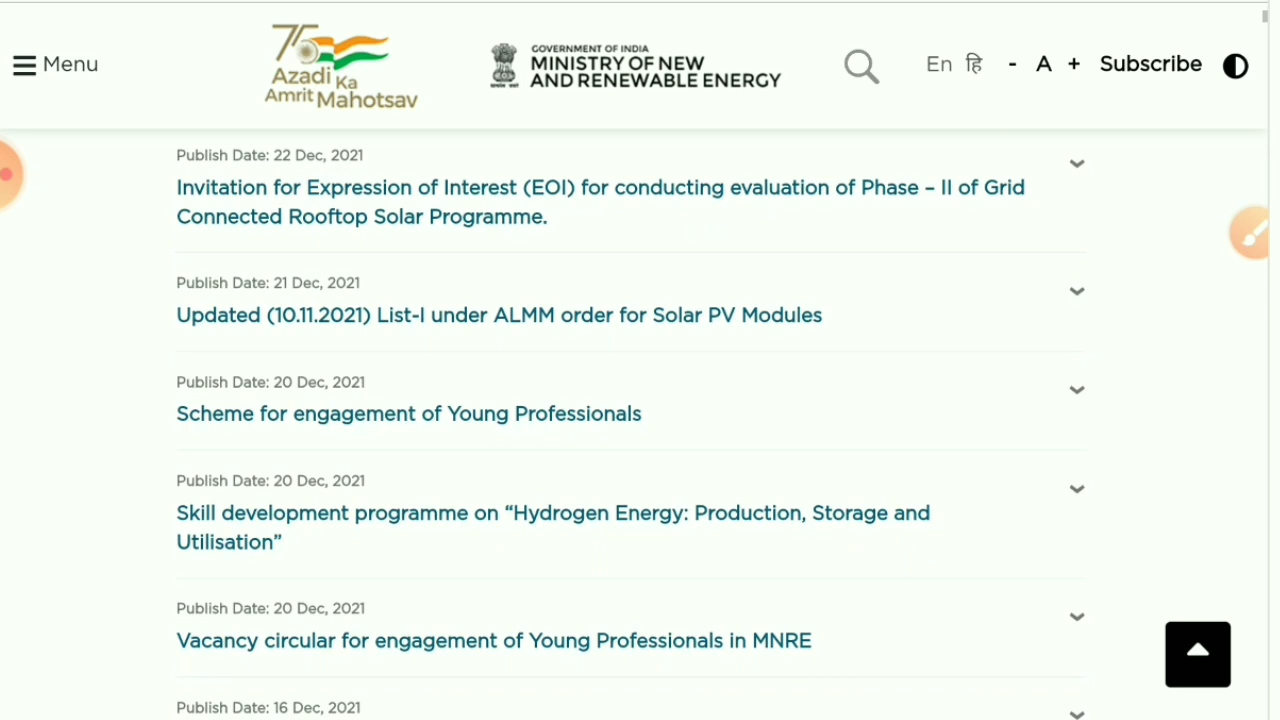 Menu
75
Azadi Ka
Amrit Mahotsav
GOVERNMENT OF INDIA
MINISTRY OF NEW
AND RENEWABLE ENERGY
En हि - A + Subscribe
Publish Date: 22 Dec, 2021
Invitation for Expression of Interest (EOI) for conducting evaluation of Phase – II of Grid
Connected Rooftop Solar Programme.
Publish Date: 21 Dec, 2021
Updated (10.11.2021) List-I under ALMM order for Solar PV Modules
Publish Date: 20 Dec, 2021
Scheme for engagement of Young Professionals
Publish Date: 20 Dec, 2021
Skill development programme on “Hydrogen Energy: Production, Storage and
Utilisation”
Publish Date: 20 Dec, 2021
Vacancy circular for engagement of Young Professionals in MNRE
Publish Date: 16 Dec, 2021